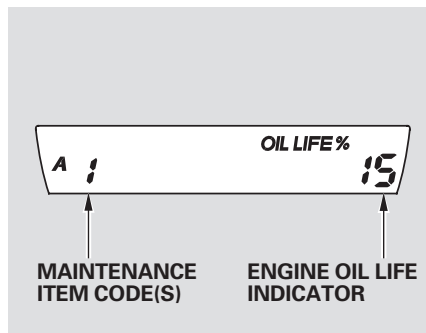 OIL LIFE %
A 1 15
MAINTENANCE
ITEM CODE(S)
ENGINE OIL LIFE
INDICATOR